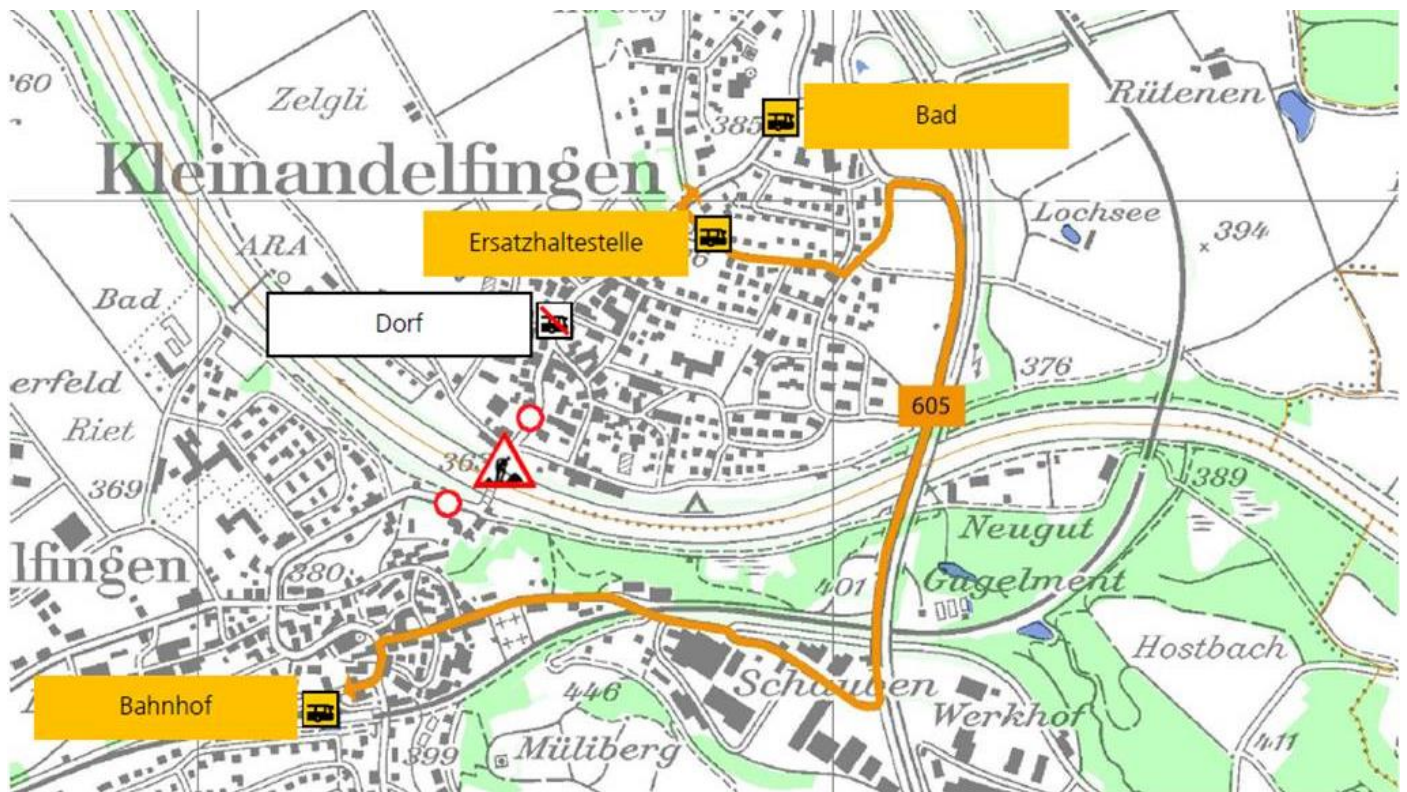 Zelgli
Rütenen
385
Bad
Kleinandelfingen
Ersatzhaltestelle
Lochsee
394
ARA
Bad
Dorf
376
erfeld
Riet
605
369
389
Neugut
lfingen
380
401
Gugelment
Hostbach
446
Schauben
Bahnhof
Werkhof
399
Müliberg
411